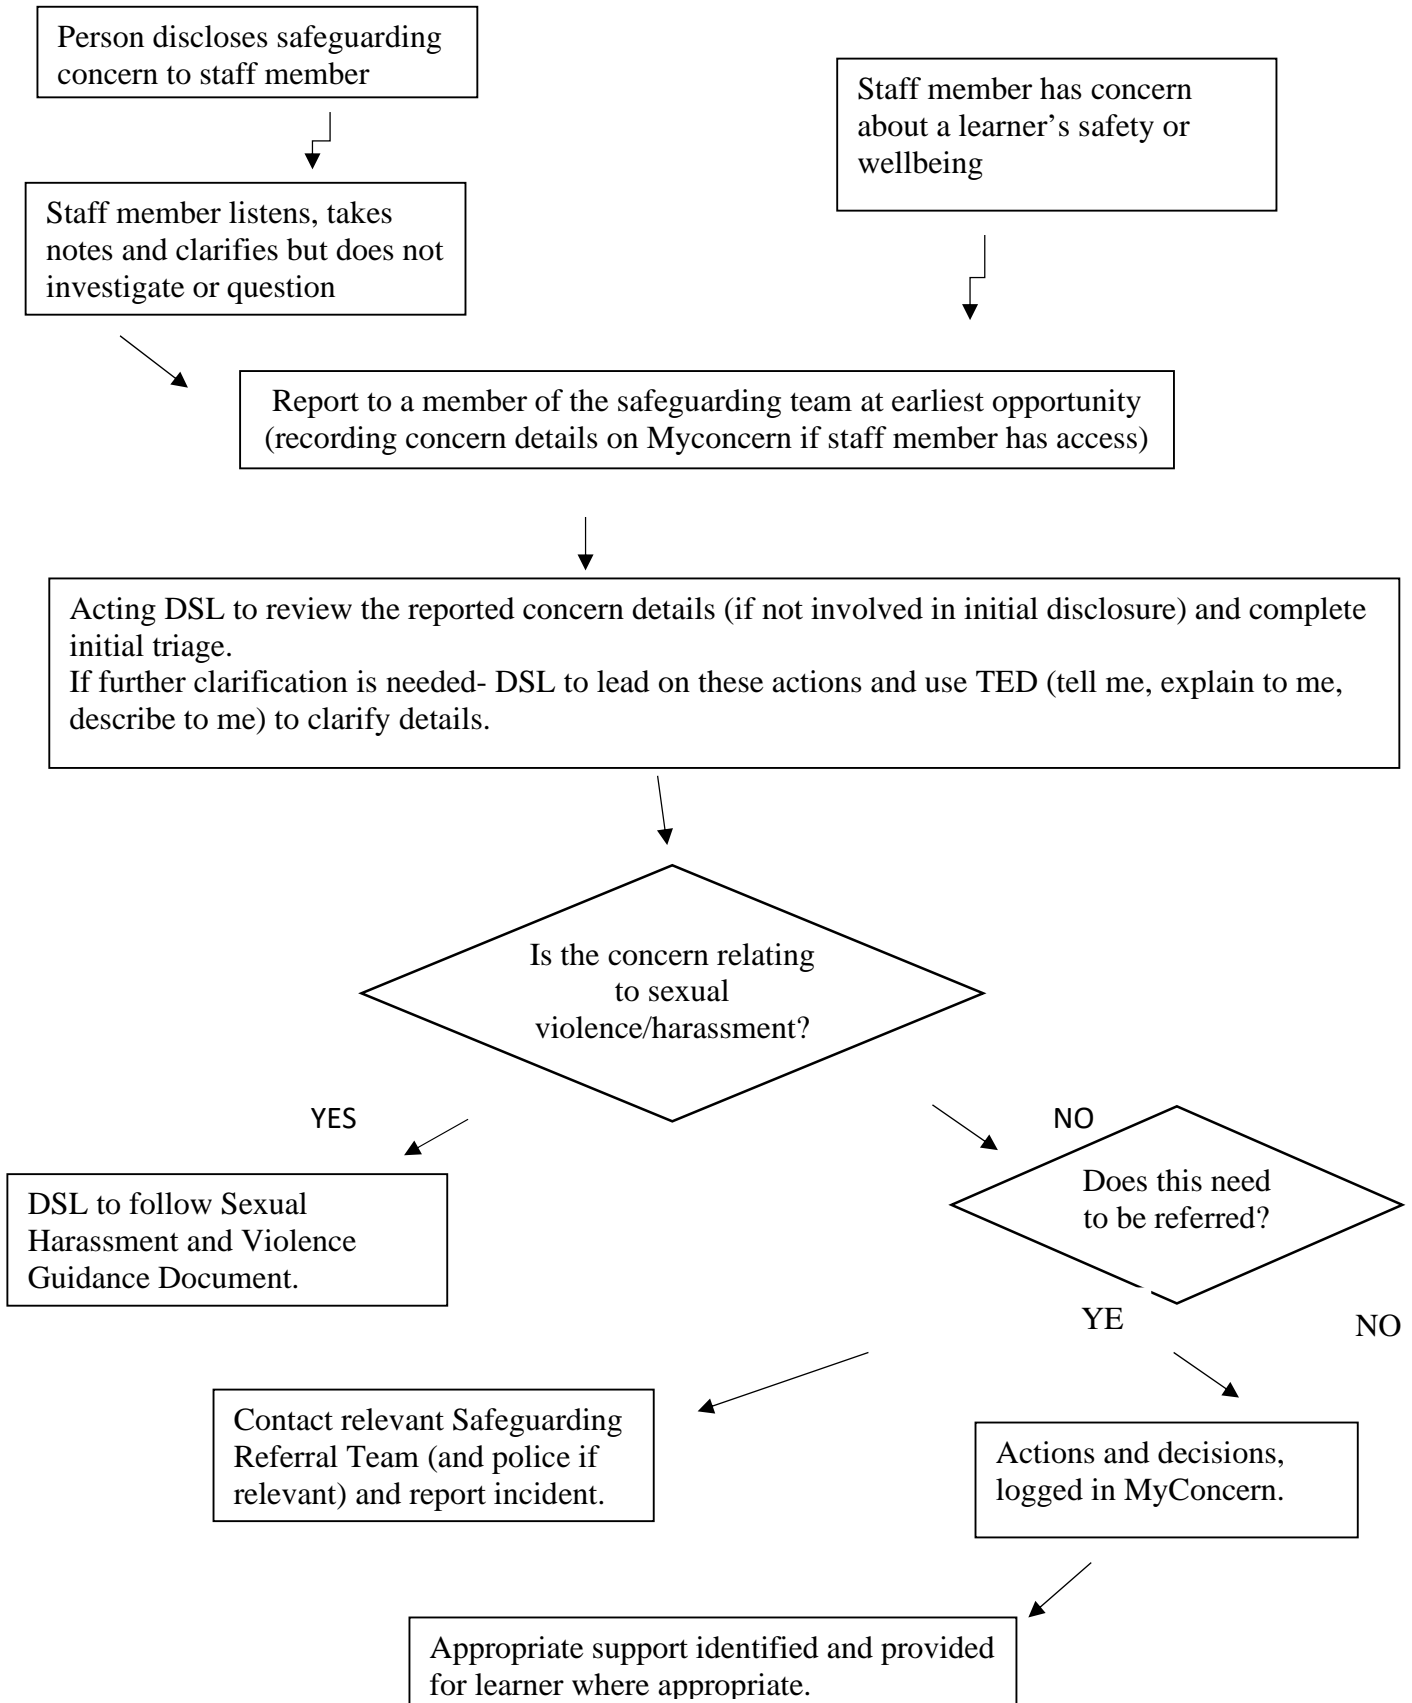 Person discloses safeguarding
concern to staff member
Staff member has concern
about a learner’s safety or
wellbeing
Staff member listens, takes
notes and clarifies but does not
investigate or question
Report to a member of the safeguarding team at earliest opportunity
(recording concern details on Myconcern if staff member has access)
Acting DSL to review the reported concern details (if not involved in initial disclosure) and complete
initial triage.
If further clarification is needed- DSL to lead on these actions and use TED (tell me, explain to me,
describe to me) to clarify details.
Is the concern relating
to sexual
violence/harassment?
YES
NO
DSL to follow Sexual
Harassment and Violence
Guidance Document.
Does this need
to be referred?
YE
NO
Contact relevant Safeguarding
Referral Team (and police if
relevant) and report incident.
Actions and decisions,
logged in MyConcern.
Appropriate support identified and provided
for learner where appropriate.